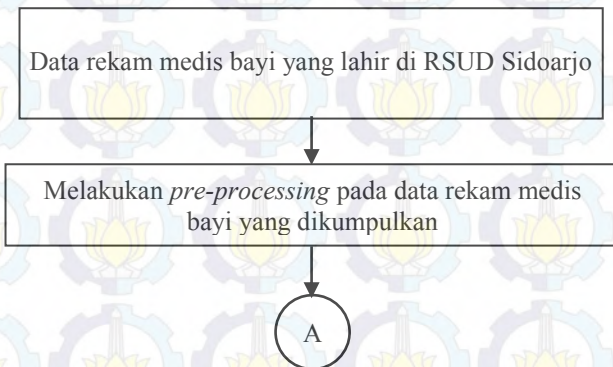 Data rekam medis bayi yang lahir di RSUD Sidoarjo
Melakukan pre-processing pada data rekam medis
bayi yang dikumpulkan
A